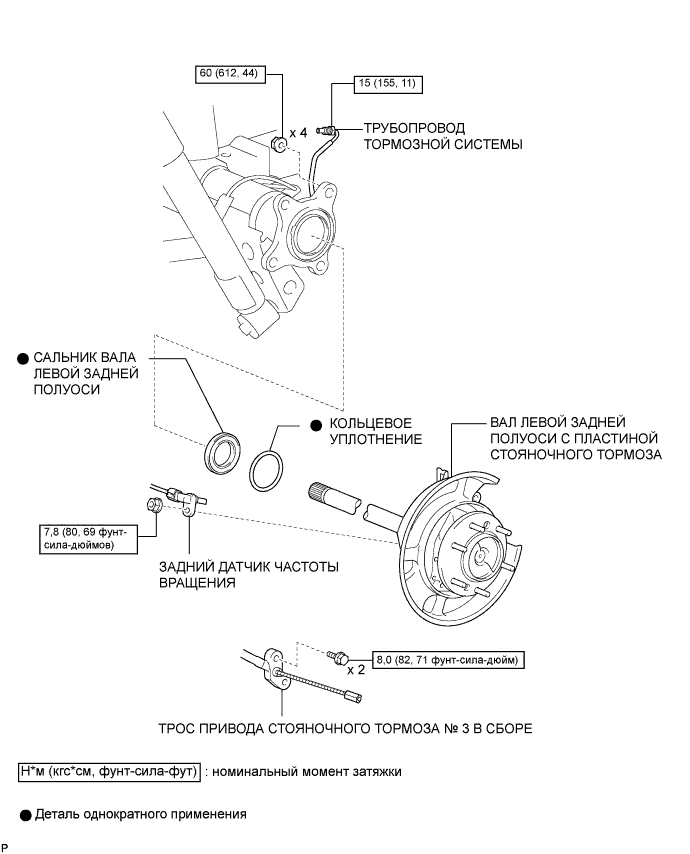 60 (612, 44)
15 (155, 11)
x 4
ТРУБОПРОВОД
ТОРМОЗНОЙ СИСТЕМЫ
САЛЬНИК ВАЛА
ЛЕВОЙ ЗАДНЕЙ
ПОЛУОСИ
КОЛЬЦЕВОЕ
УПЛОТНЕНИЕ
ВАЛ ЛЕВОЙ ЗАДНЕЙ
ПОЛУОСИ С ПЛАСТИНОЙ
СТОЯНОЧНОГО ТОРМОЗА
7,8 (80, 69 фунт-
сила-дюймов)
ЗАДНИЙ ДАТЧИК ЧАСТОТЫ
ВРАЩЕНИЯ
8,0 (82, 71 фунт-сила-дюйм)
x 2
ТРОС ПРИВОДА СТОЯНОЧНОГО ТОРМОЗА № 3 В СБОРЕ
Н*м (кгс*см, фунт-сила-фут) : номинальный момент затяжки
Деталь однократного применения
P